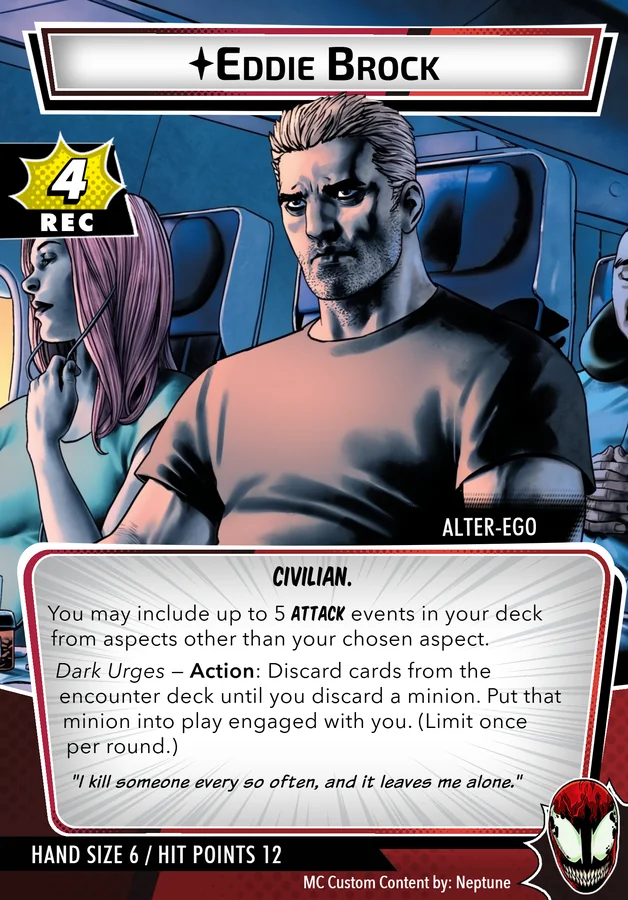 ✦EDDIE BROCK
4
REC
ALTER-EGO
CIVILIAN.
You may include up to 5 ATTACK events in your deck
from aspects other than your chosen aspect.
Dark Urges – Action: Discard cards from the
encounter deck until you discard a minion. Put that
minion into play engaged with you. (Limit once
per round.)
"I kill someone every so often, and it leaves me alone."
HAND SIZE 6 / HIT POINTS 12
MC Custom Content by: Neptune